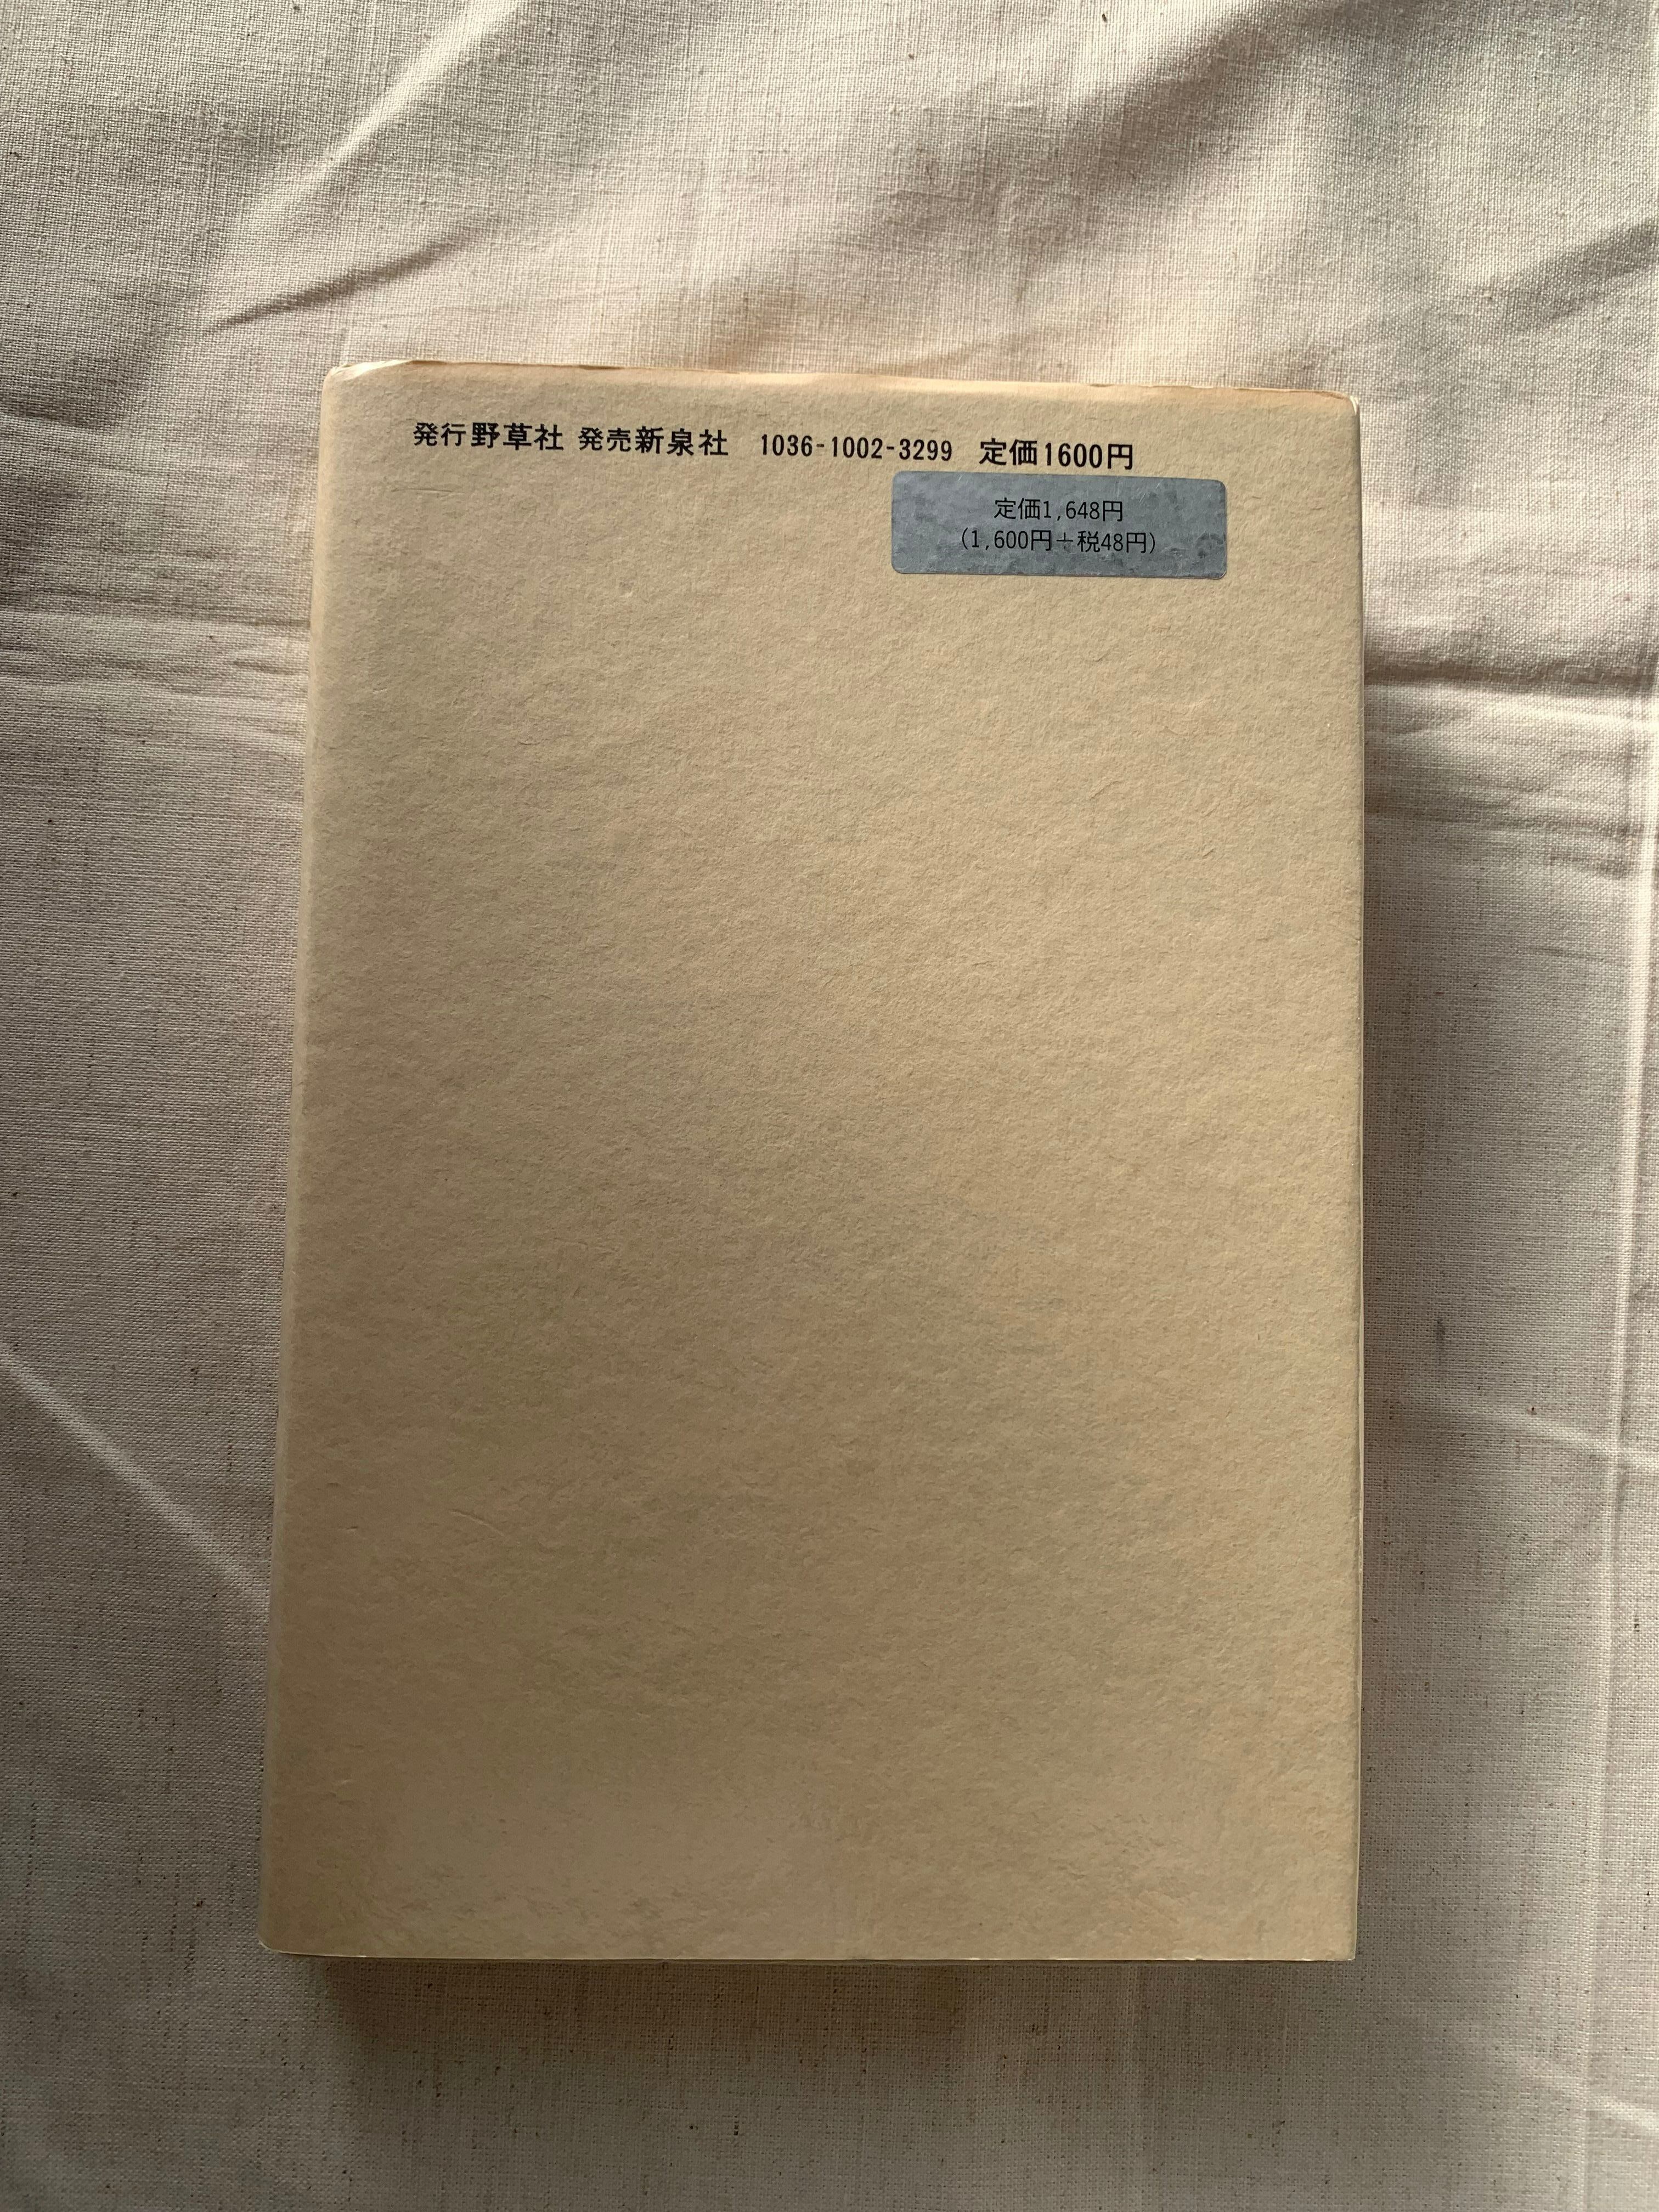 発行野草社 発売新泉社 1036-1002-3299 定価1600円
定価1,648円
(1,600円+税48円)